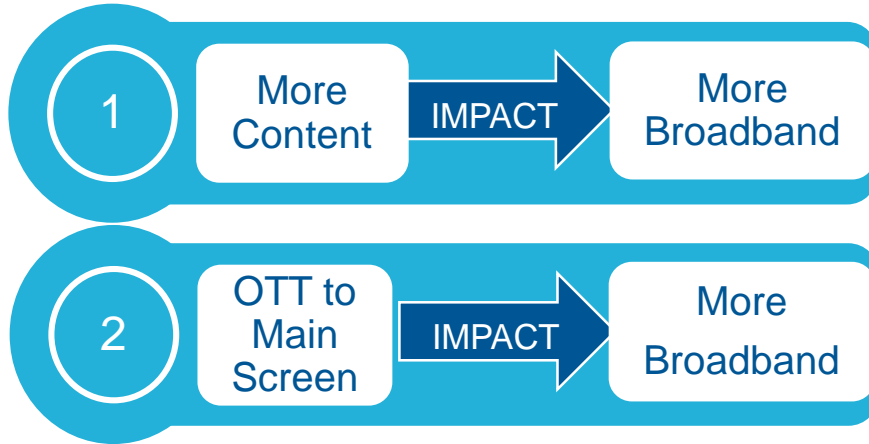 1
More
Content
IMPACT
More
Broadband
2
OTT to
Main
Screen
IMPACT
More
Broadband